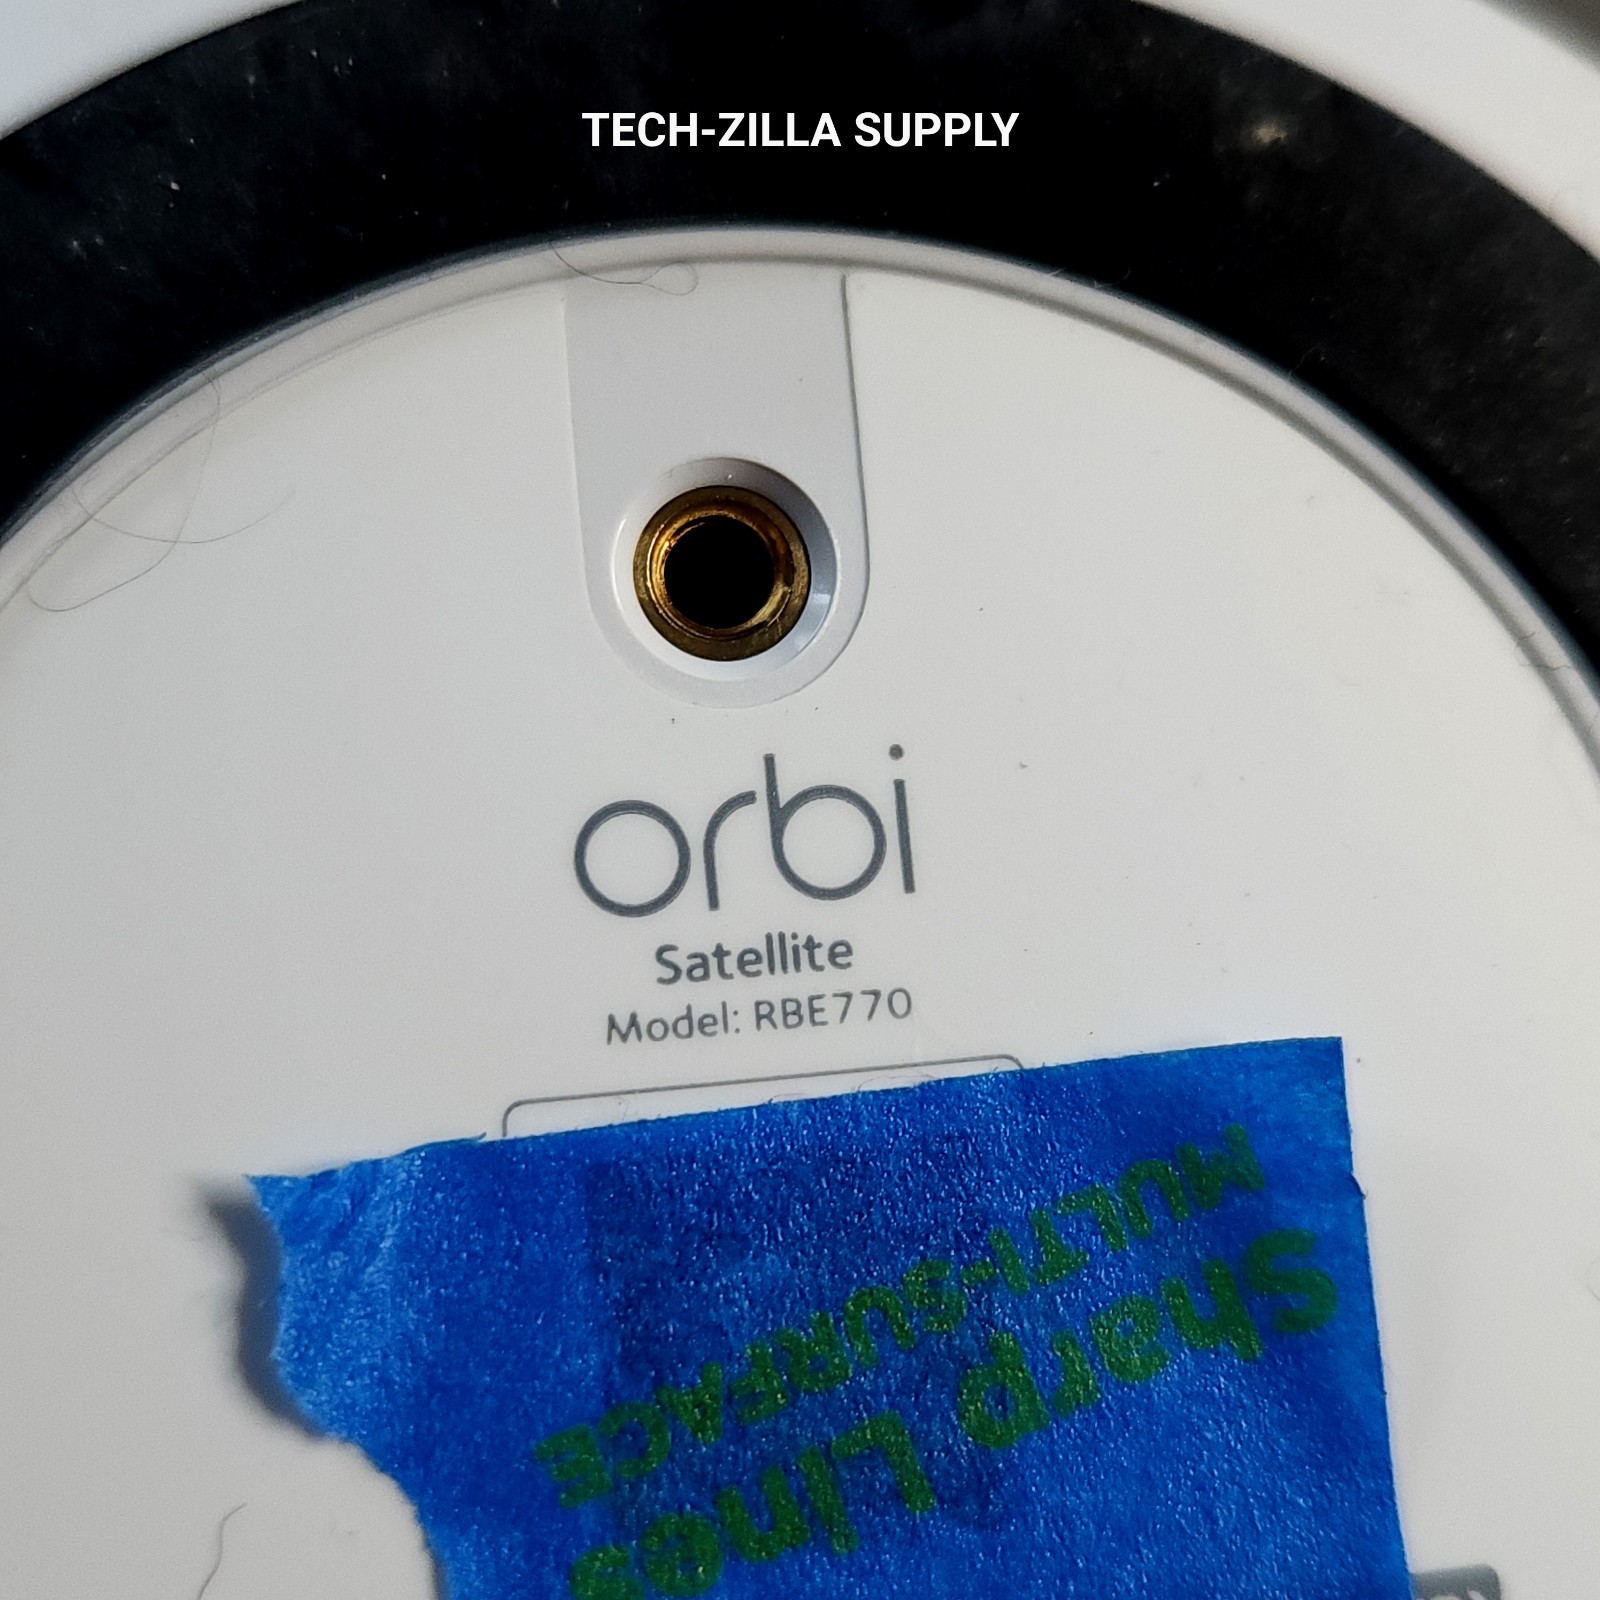 TECH-ZILLA SUPPLY
orbi
Satellite
Model: RBE770
MULTI-SURFACE
Sharp Lines